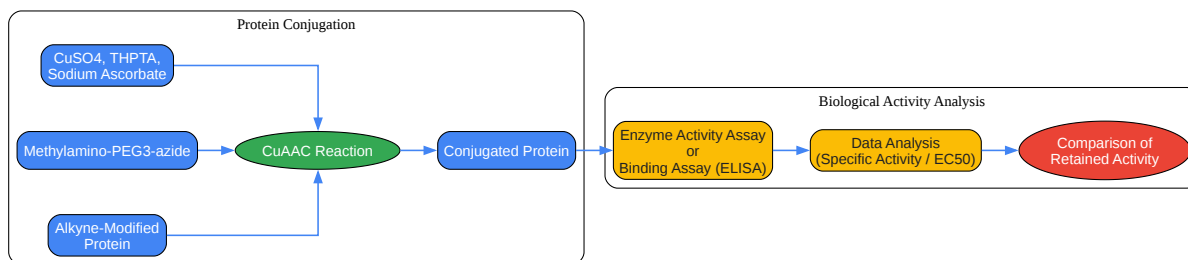 Protein Conjugation
CuSO4, THPTA,
Sodium Ascorbate
Methylamino-PEG3-azide
CuAAC Reaction
Conjugated Protein
Alkyne-Modified
Protein
Biological Activity Analysis
Enzyme Activity Assay
or
Binding Assay (ELISA)
Data Analysis
(Specific Activity / EC50)
Comparison of
Retained Activity